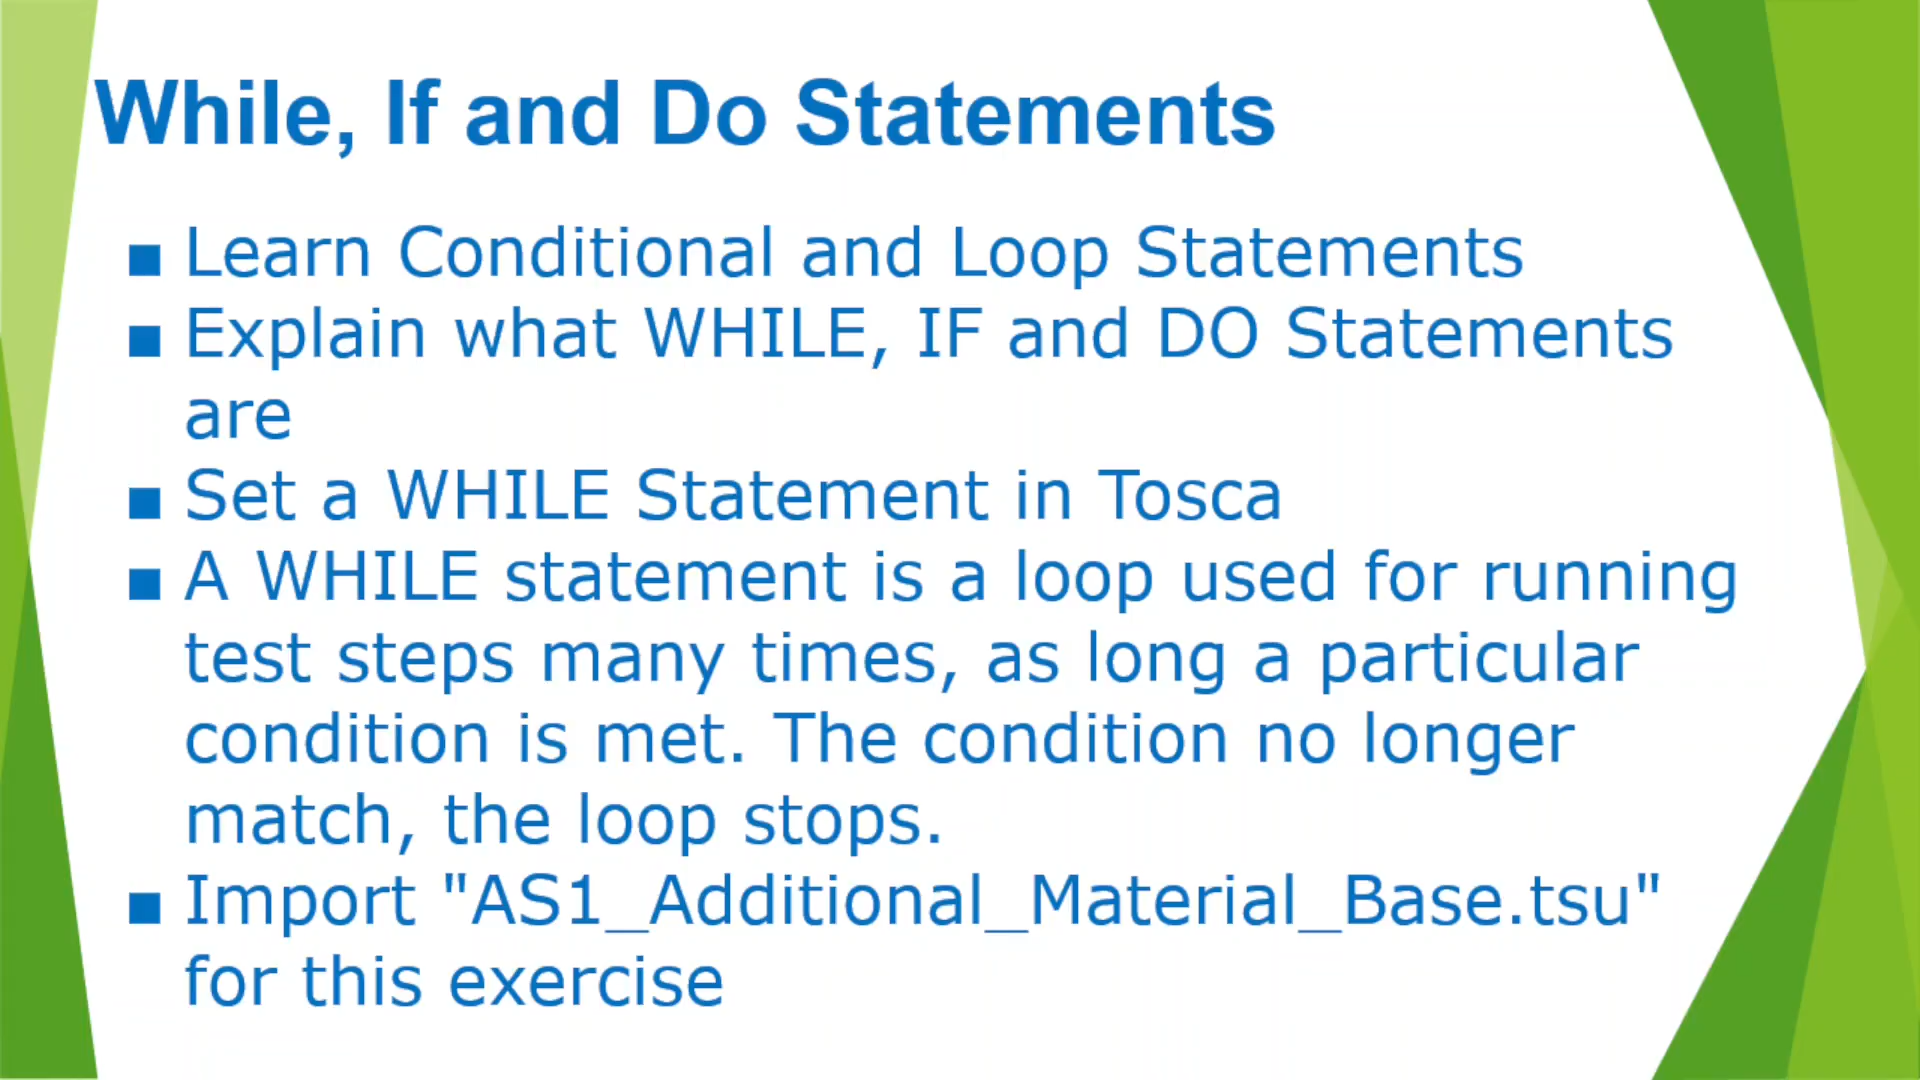 While, If and Do Statements
■ Learn Conditional and Loop Statements
■ Explain what WHILE, IF and DO Statements
are
■ Set a WHILE Statement in Tosca
■ A WHILE statement is a loop used for running
test steps many times, as long a particular
condition is met. The condition no longer
match, the loop stops.
■ Import "AS1_Additional_Material_Base.tsu"
for this exercise